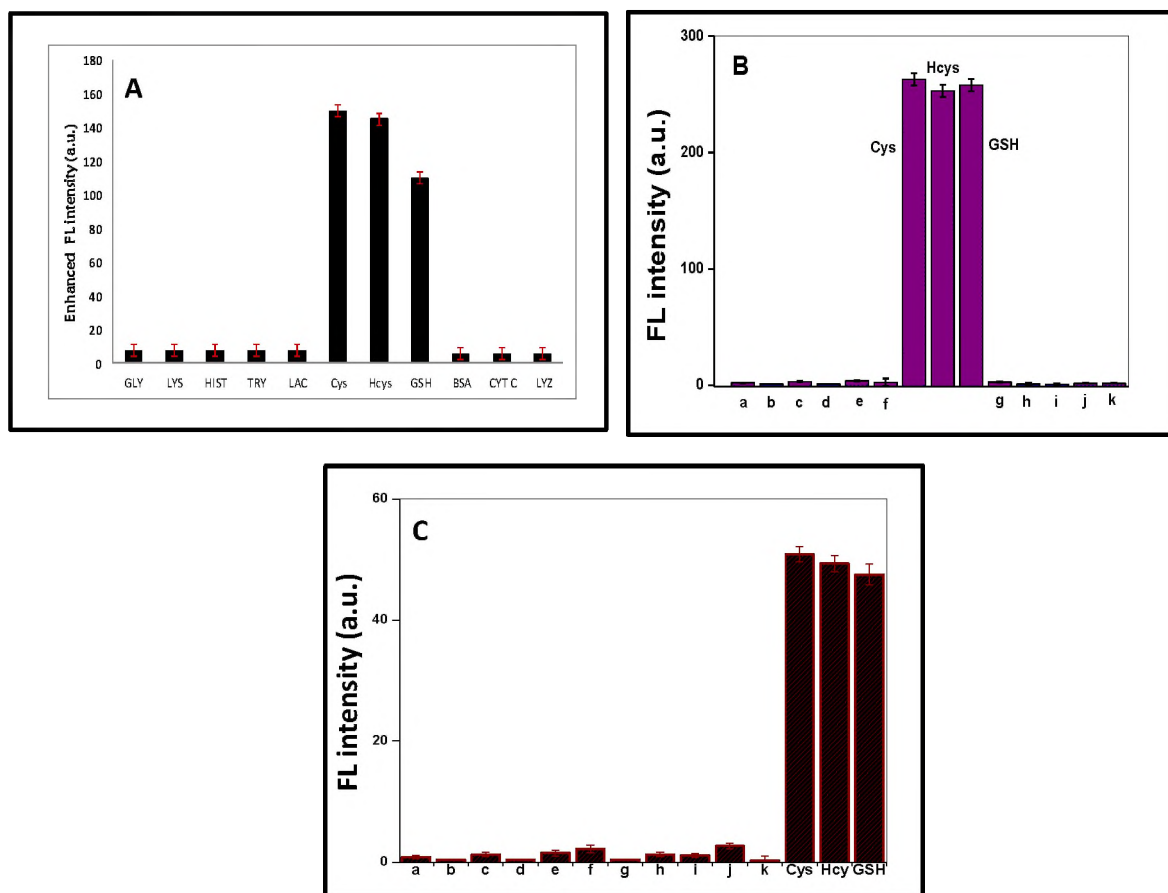 A
Enhanced FL intensity (a.u.)
180
160
140
120
100
80
60
40
20
0
GLY LYS HIST TRY LAC Cys Hcys GSH BSA CYT C LYZ
B
FL intensity (a.u.)
300
200
100
0
Hcys
Cys GSH
a b c d e f g h i j k
C
FL intensity (a.u.)
60
40
20
0
a b c d e f g h i j k Cys Hcy GSH